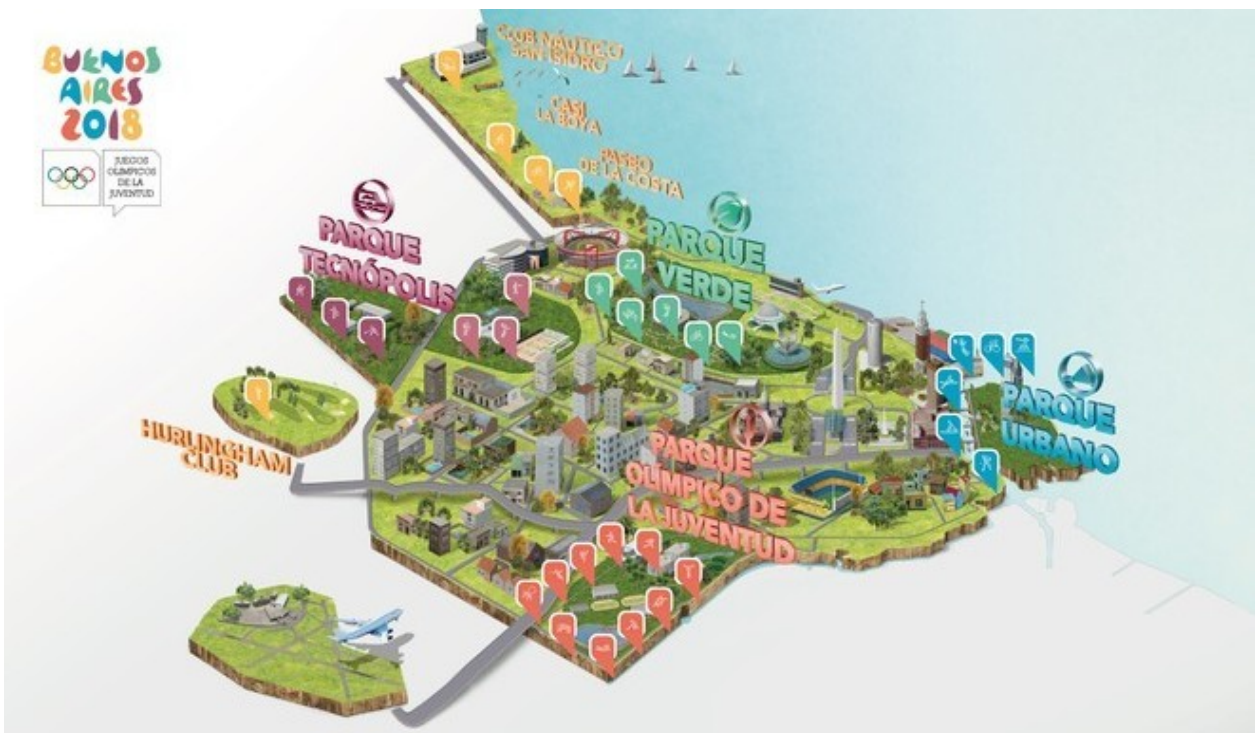 BUENOS
AIRES
2018
JUEGOS
OLÍMPICOS
DE LA
JUVENTUD
CLUB NÁUTICO
SAN ISIDRO
CASI
LA BOYA
PASEO
DE LA COSTA
PARQUE
TECNÓPOLIS
PARQUE
VERDE
PARQUE
URBANO
HURLINGHAM
CLUB
PARQUE
OLÍMPICO DE
LA JUVENTUD